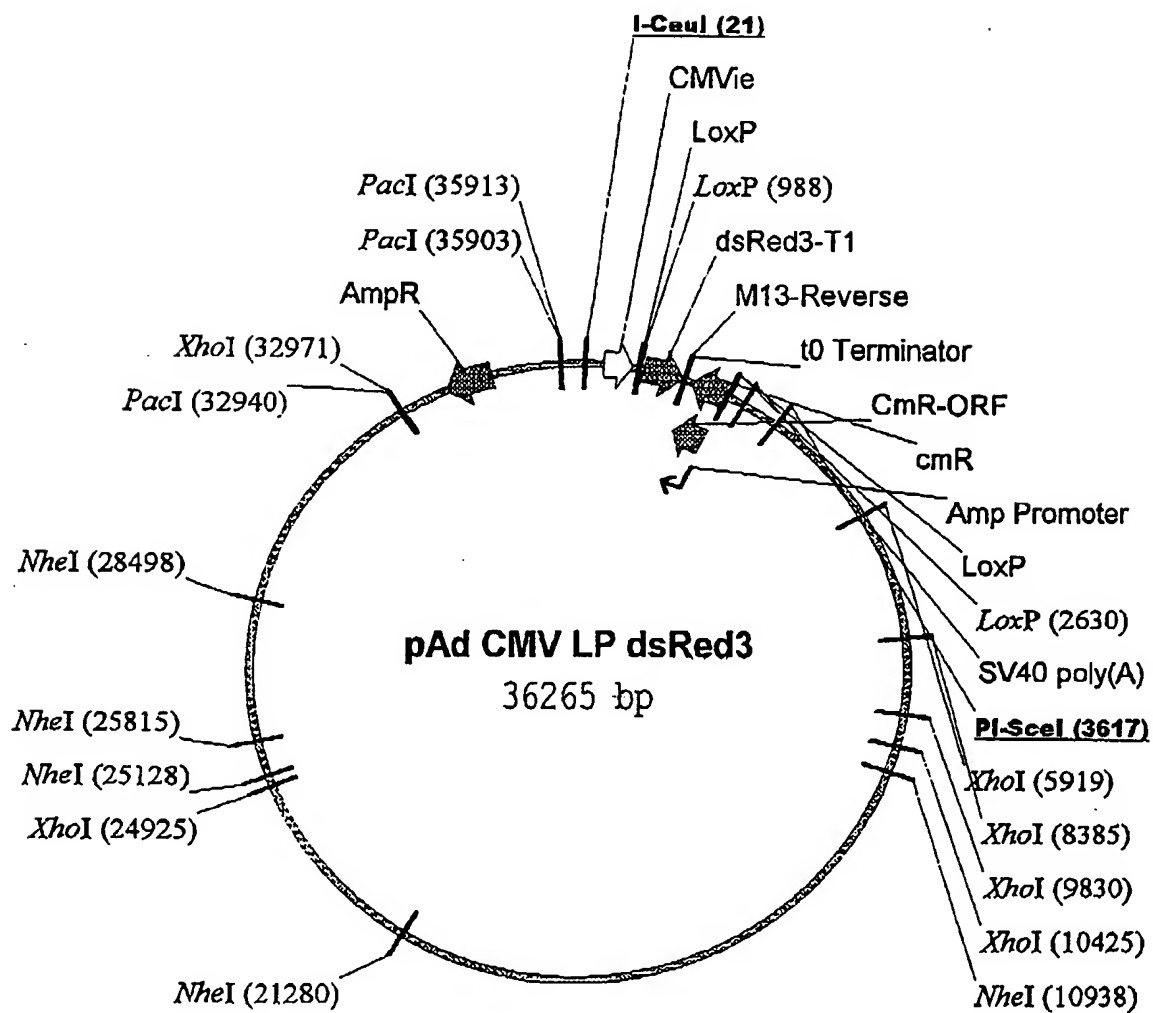 I-CeuI (21)
CMVie
LoxP
LoxP (988)
dsRed3-T1
M13-Reverse
t0 Terminator
CmR-ORF
cmR
Amp Promoter
LoxP
LoxP (2630)
SV40 poly(A)
PI-SceI (3617)
XhoI (5919)
XhoI (8385)
XhoI (9830)
XhoI (10425)
NheI (10938)
PacI (35913)
PacI (35903)
AmpR
XhoI (32971)
PacI (32940)
NheI (28498)
NheI (25815)
NheI (25128)
XhoI (24925)
NheI (21280)
pAd CMV LP dsRed3
36265 bp